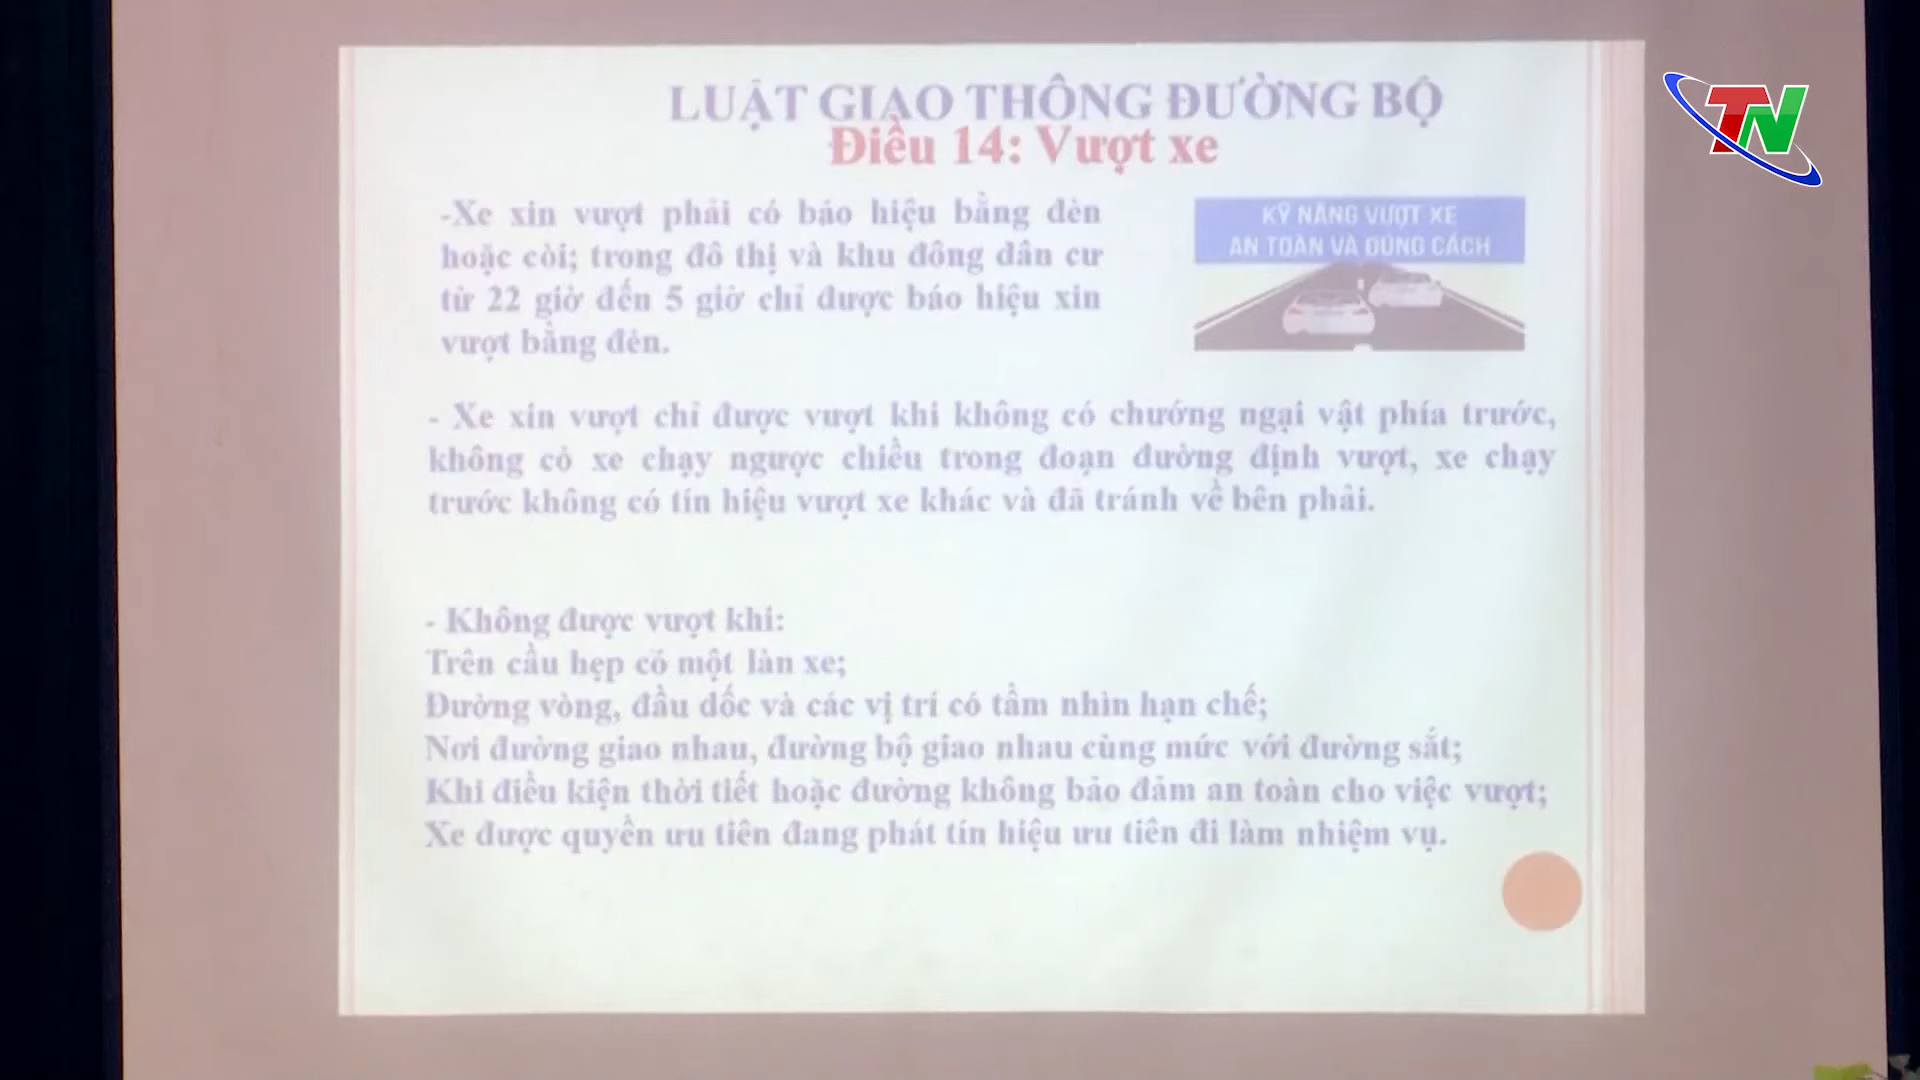 LUẬT GIAO THÔNG ĐƯỜNG BỘ
Điều 14: Vượt xe
TN
-Xe xin vượt phải có báo hiệu bằng đèn
hoặc còi; trong đô thị và khu đông dân cư
từ 22 giờ đến 5 giờ chỉ được báo hiệu xin
vượt bằng đèn.
KỸ NĂNG VƯỢT XE
AN TOÀN VÀ ĐÚNG CÁCH
- Xe xin vượt chỉ được vượt khi không có chướng ngại vật phía trước,
không có xe chạy ngược chiều trong đoạn đường định vượt, xe chạy
trước không có tín hiệu vượt xe khác và đã tránh về bên phải.
- Không được vượt khi:
Trên cầu hẹp có một làn xe;
Đường vòng, đầu dốc và các vị trí có tầm nhìn hạn chế;
Nơi đường giao nhau, đường bộ giao nhau cùng mức với đường sắt;
Khi điều kiện thời tiết hoặc đường không bảo đảm an toàn cho việc vượt;
Xe được quyền ưu tiên đang phát tín hiệu ưu tiên đi làm nhiệm vụ.